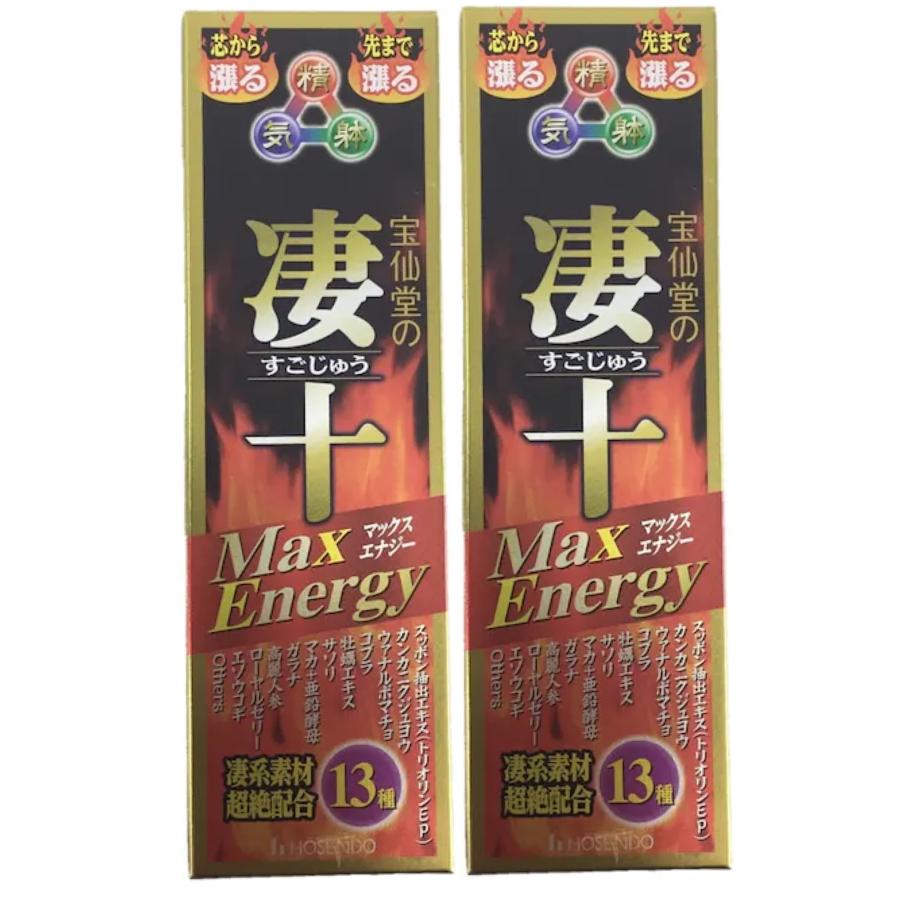 芯から
漲る
先まで
漲る
精
気
躰
宝仙堂の
凄十
すごじゅう
Max
Energy
マックス
エナジー
スッポン抽出エキス(トリオリンEP)
カンカニクジュヨウ
ヴァナルポマチョ
コブラ
牡蠣エキス
サソリ
マカ+亜鉛酵母
ガラナ
高麗人参
ローヤルゼリー
エゾウコギ
Others
凄系素材
超絶配合
13種
HOSENDO
芯から
漲る
先まで
漲る
精
気
躰
宝仙堂の
凄十
すごじゅう
Max
Energy
マックス
エナジー
スッポン抽出エキス(トリオリンEP)
カンカニクジュヨウ
ヴァナルポマチョ
コブラ
牡蠣エキス
サソリ
マカ+亜鉛酵母
ガラナ
高麗人参
ローヤルゼリー
エゾウコギ
Others
凄系素材
超絶配合
13種
HOSENDO